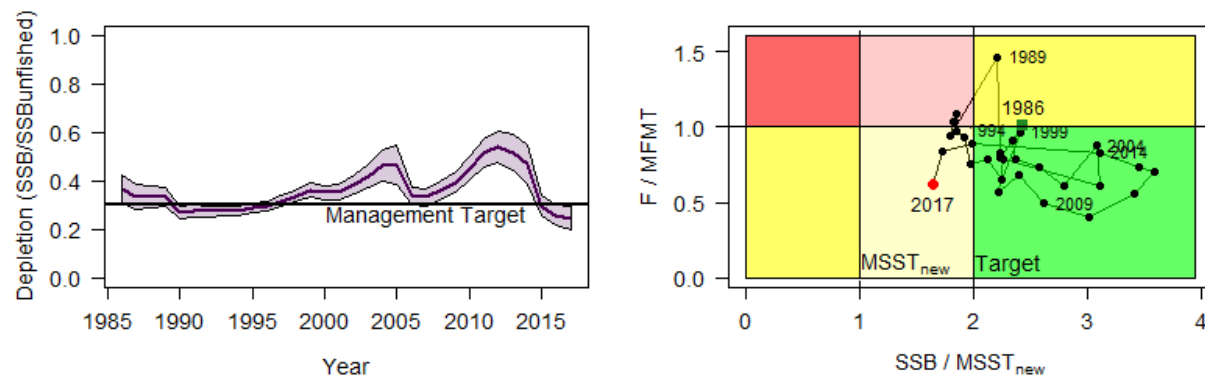 Depletion (SSB/SSBunfished)
1.0
0.8
0.6
0.4
0.2
0.0
Management Target
1985 1990 1995 2000 2005 2010 2015
Year
F / MFMT
1.5
1.0
0.5
0.0
1989
1986
994
1999
2004
2014
2009
2017
MSSTnew
Target
0 1 2 3 4
SSB / MSSTnew